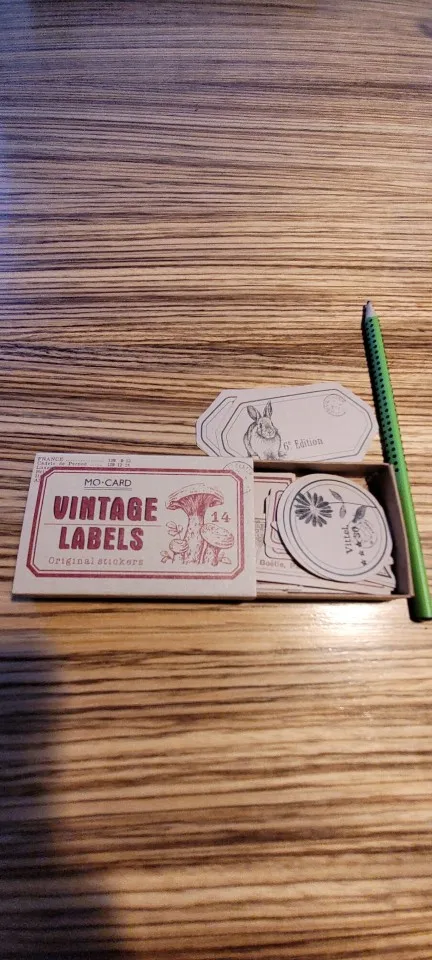 6ᵉ Edition
FRANCE
MO·CARD
VINTAGE
LABELS
14
Original stickers
Vittel,